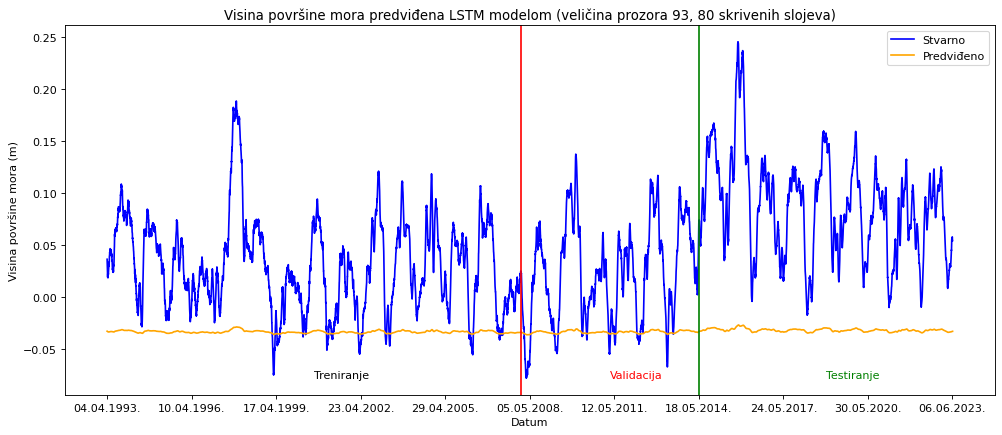 Visina površine mora predviđena LSTM modelom (veličina prozora 93, 80 skrivenih slojeva)
Stvarno
Predviđeno
Visina površine mora (m)
0.25
0.20
0.15
0.10
0.05
0.00
−0.05
Treniranje
Validacija
Testiranje
04.04.1993.
10.04.1996.
17.04.1999.
23.04.2002.
29.04.2005.
05.05.2008.
12.05.2011.
18.05.2014.
24.05.2017.
30.05.2020.
06.06.2023.
Datum